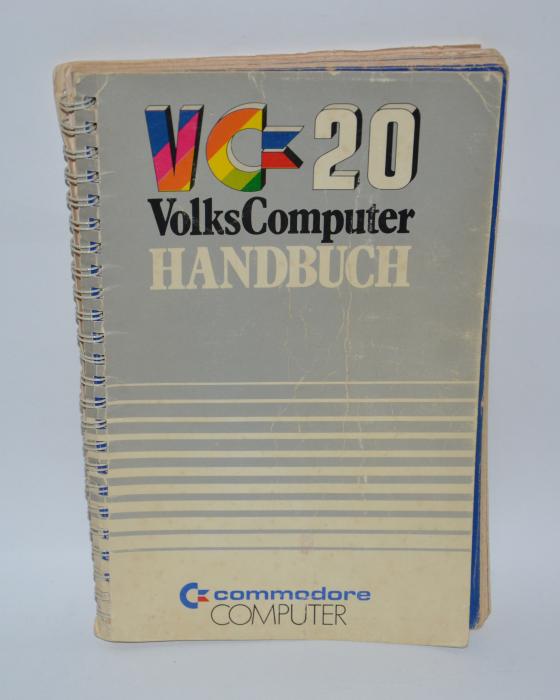 VC-20
VolksComputer
HANDBUCH
commodore
COMPUTER